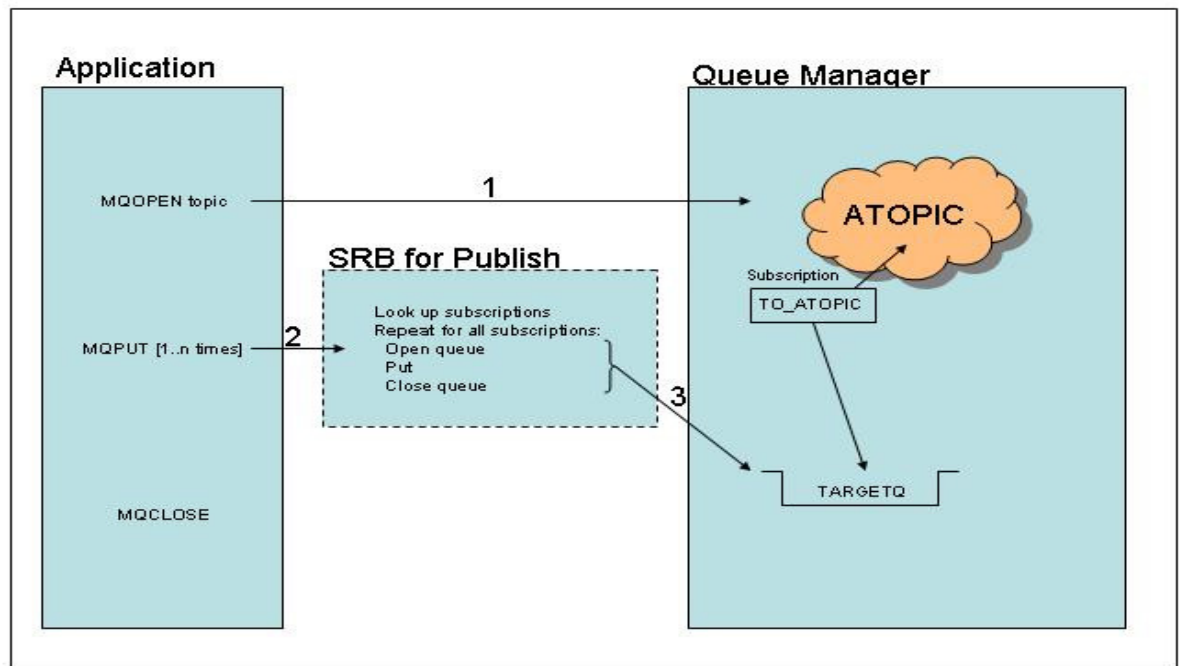 Application
Queue Manager
MQOPEN topic
1
ATOPIC
SRB for Publish
Subscription
TO_ATOPIC
Look up subscriptions
Repeat for all subscriptions:
Open queue
Put
Close queue
MQPUT [1..n times]
2
3
TARGETQ
MQCLOSE